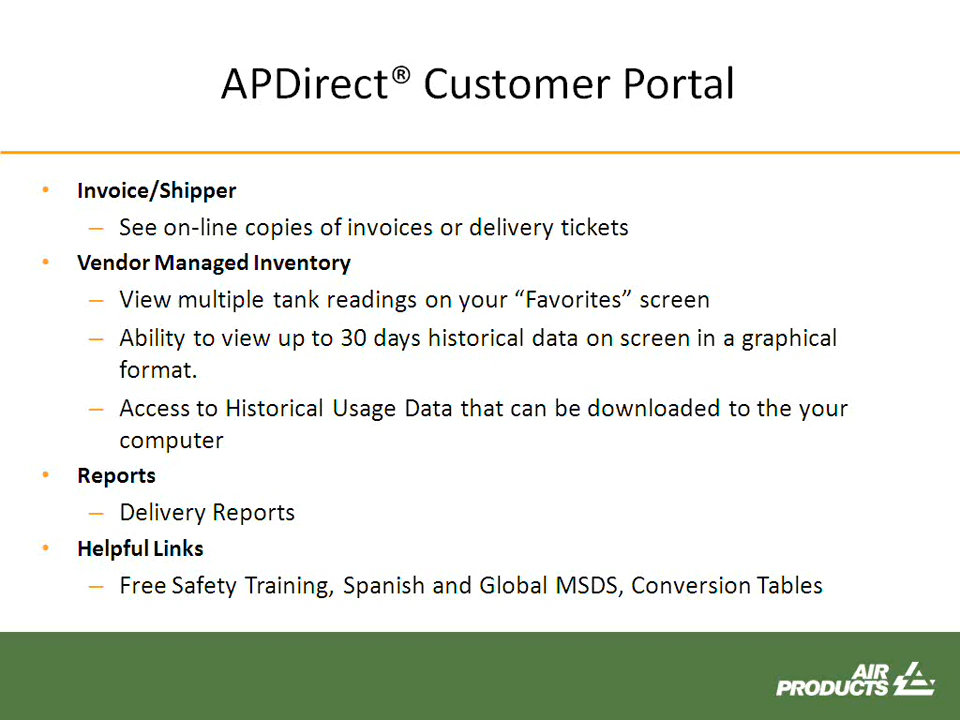 APDirect® Customer Portal
• Invoice/Shipper
– See on-line copies of invoices or delivery tickets
• Vendor Managed Inventory
– View multiple tank readings on your “Favorites” screen
– Ability to view up to 30 days historical data on screen in a graphical
format.
– Access to Historical Usage Data that can be downloaded to the your
computer
• Reports
– Delivery Reports
• Helpful Links
– Free Safety Training, Spanish and Global MSDS, Conversion Tables
AIR
PRODUCTS